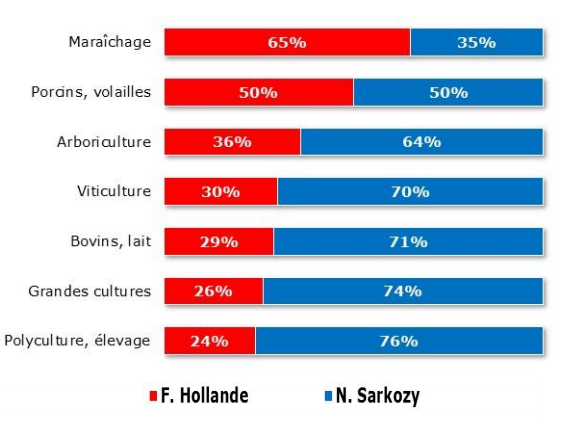 Maraîchage 65% 35%
Porcins, volailles 50% 50%
Arboriculture 36% 64%
Viticulture 30% 70%
Bovins, lait 29% 71%
Grandes cultures 26% 74%
Polyculture, élevage 24% 76%
F. Hollande N. Sarkozy